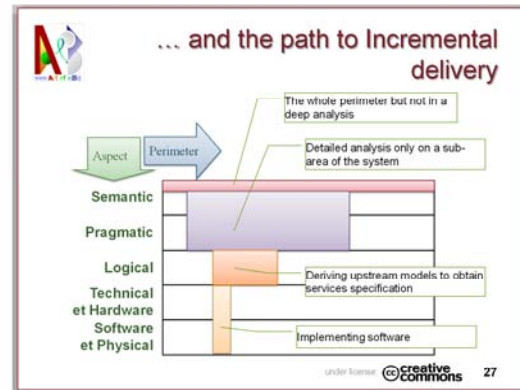 ... and the path to Incremental
delivery
The whole perimeter but not in a
deep analysis
Aspect
Perimeter
Detailed analysis only on a sub-
area of the system
Semantic
Pragmatic
Logical
Deriving upstream models to obtain
services specification
Technical
et Hardware
Software
et Physical
Implementing software
under license
cc creative
commons
27